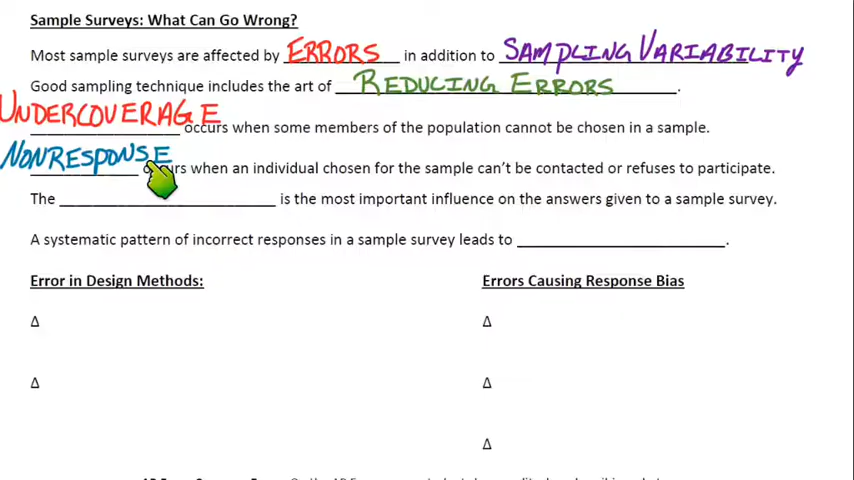 Sample Surveys: What Can Go Wrong?
Most sample surveys are affected by ERRORS in addition to SAMPLING VARIABILITY
Good sampling technique includes the art of REDUCING ERRORS.
UNDERCOVERAGE occurs when some members of the population cannot be chosen in a sample.
NONRESPONSE occurs when an individual chosen for the sample can't be contacted or refuses to participate.
The ________________________ is the most important influence on the answers given to a sample survey.
A systematic pattern of incorrect responses in a sample survey leads to ________________________.
Error in Design Methods: Errors Causing Response Bias
Δ Δ
Δ Δ
Δ